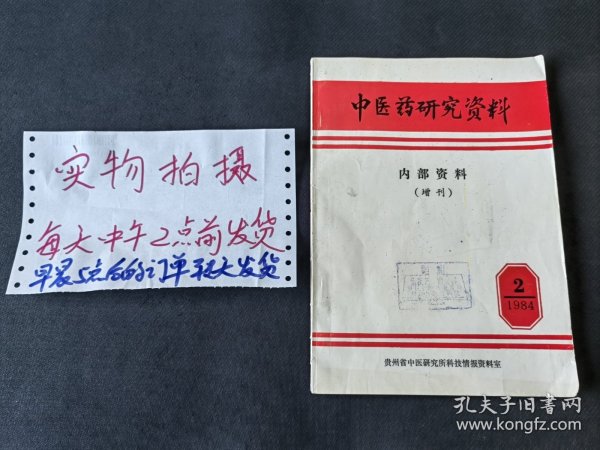 实物拍摄
每天中午2点前发货
早晨5点后的订单
发货
中医药研究资料
内部资料
(增刊)
2
1984
贵州省中医研究所科技情报资料室
孔夫子旧书网
www.kongfz.com